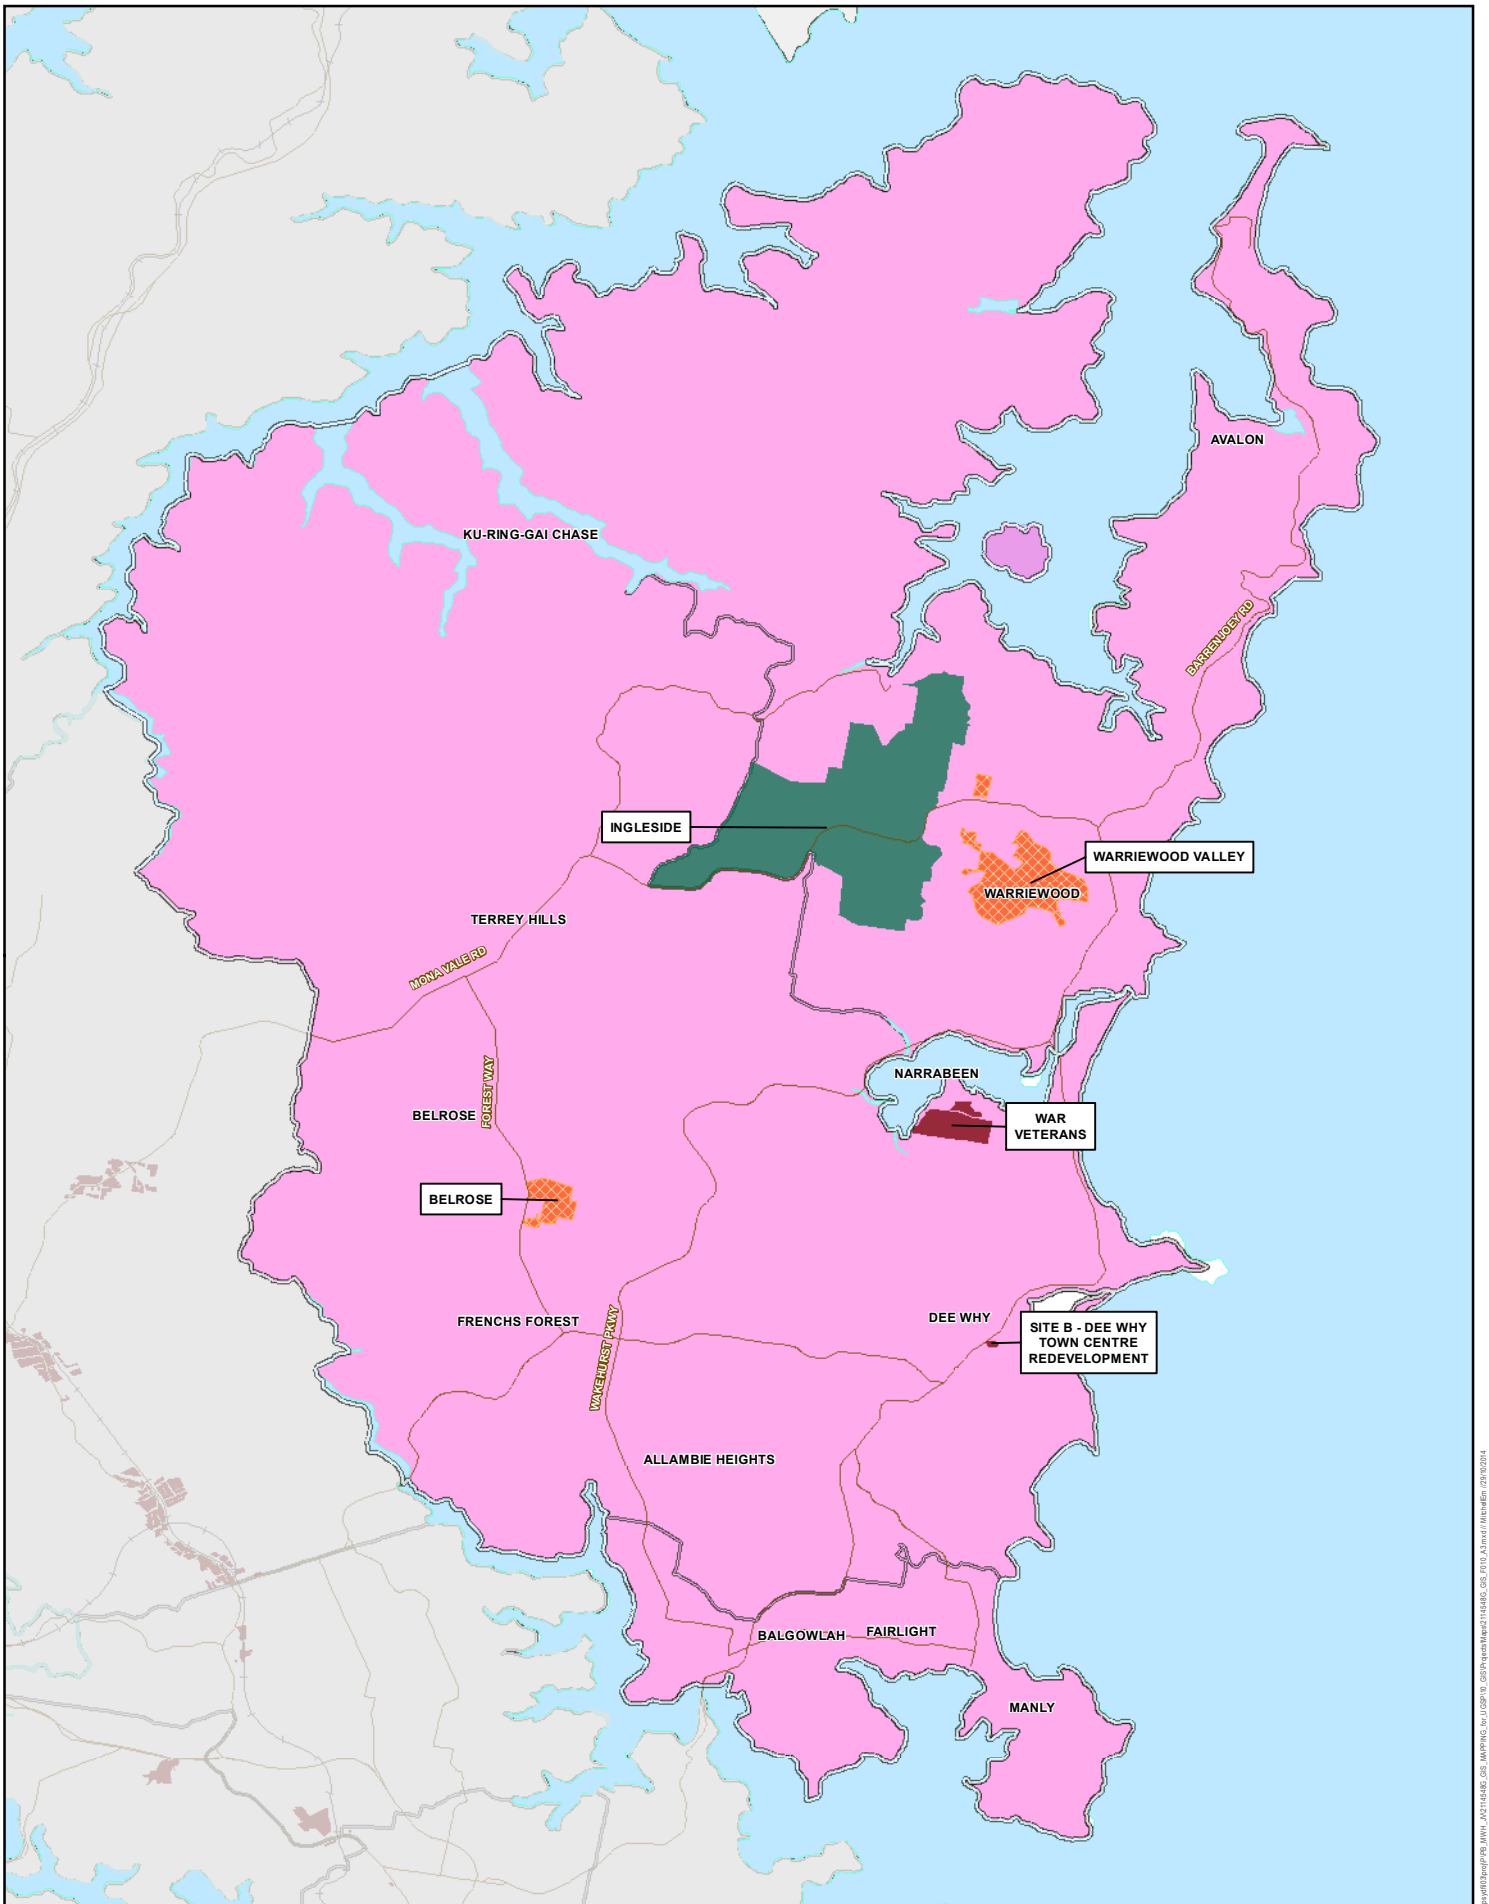 AVALON
KU-RING-GAI CHASE
BARRENJOEY RD
INGLESIDE
WARRIEWOOD VALLEY
WARRIEWOOD
TERREY HILLS
MONA VALE RD
NARRABEEN
FOREST WAY
BELROSE
WAR
VETERANS
BELROSE
DEE WHY
FRENCHS FOREST
SITE B - DEE WHY
TOWN CENTRE
REDEVELOPMENT
WAKEHURST PKWY
ALLAMBIE HEIGHTS
FAIRLIGHT
BALGOWLAH
MANLY